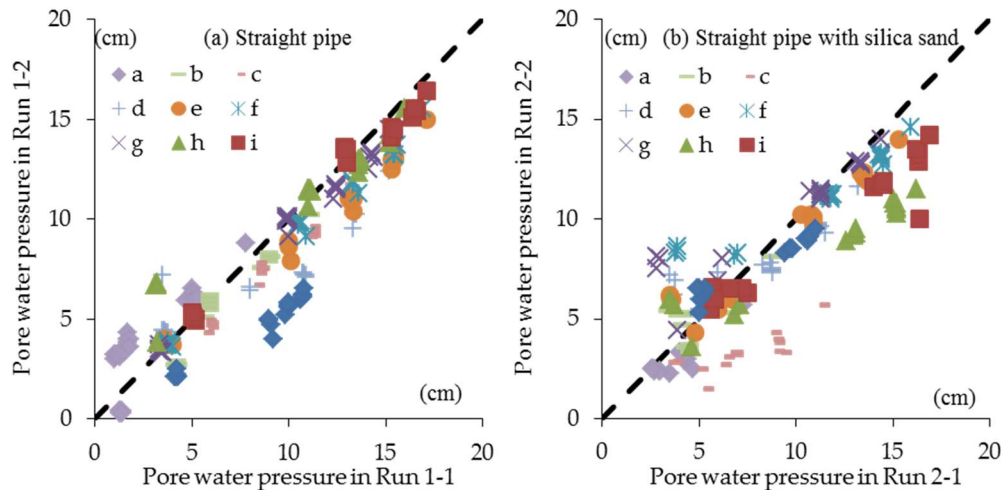 20
(cm)
(a) Straight pipe
a b c
d e f
g h i
15
10
5
0
Pore water pressure in Run 1-2
(cm)
0 5 10 15 20
Pore water pressure in Run 1-1
20
(cm)
(b) Straight pipe with silica sand
a b c
d e f
g h i
15
10
5
0
Pore water pressure in Run 2-2
(cm)
0 5 10 15 20
Pore water pressure in Run 2-1